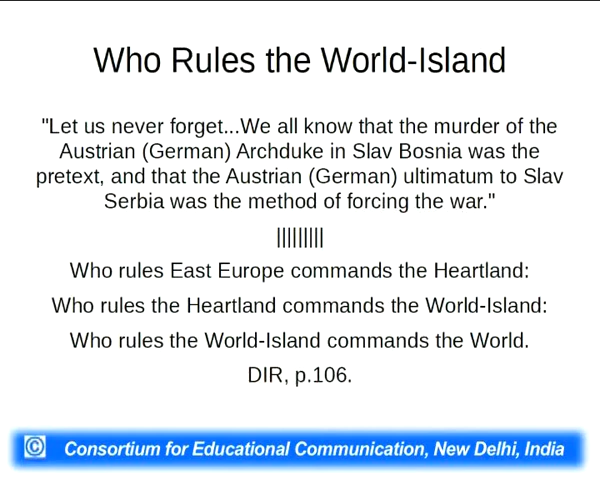 Who Rules the World-Island
"Let us never forget...We all know that the murder of the
Austrian (German) Archduke in Slav Bosnia was the
pretext, and that the Austrian (German) ultimatum to Slav
Serbia was the method of forcing the war."
|||||||||
Who rules East Europe commands the Heartland:
Who rules the Heartland commands the World-Island:
Who rules the World-Island commands the World.
DIR, p.106.
© Consortium for Educational Communication, New Delhi, India